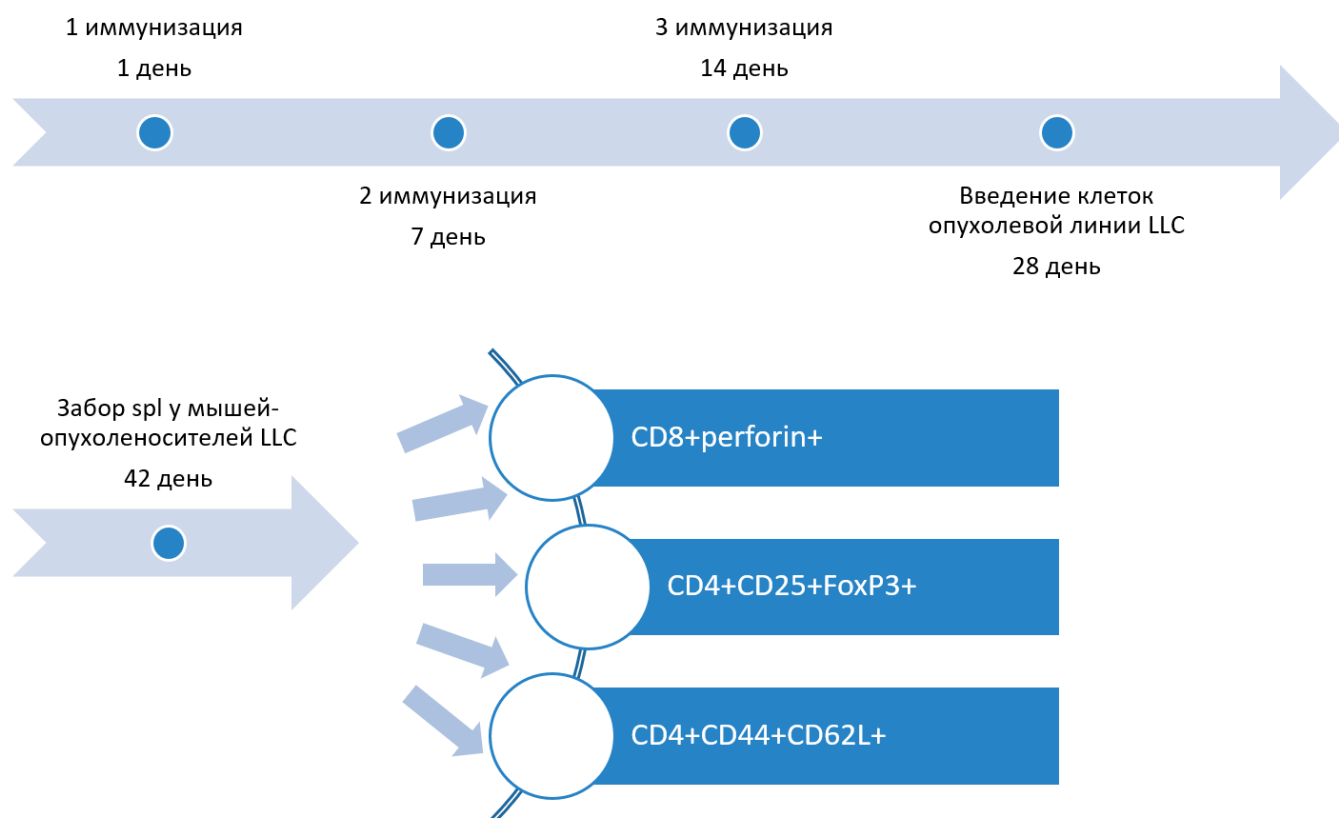 1 иммунизация
1 день
3 иммунизация
14 день
2 иммунизация
7 день
Введение клеток
опухолевой линии LLC
28 день
Забор spl у мышей-
опухоленосителей LLC
42 день
CD8+perforin+
CD4+CD25+FoxP3+
CD4+CD44+CD62L+